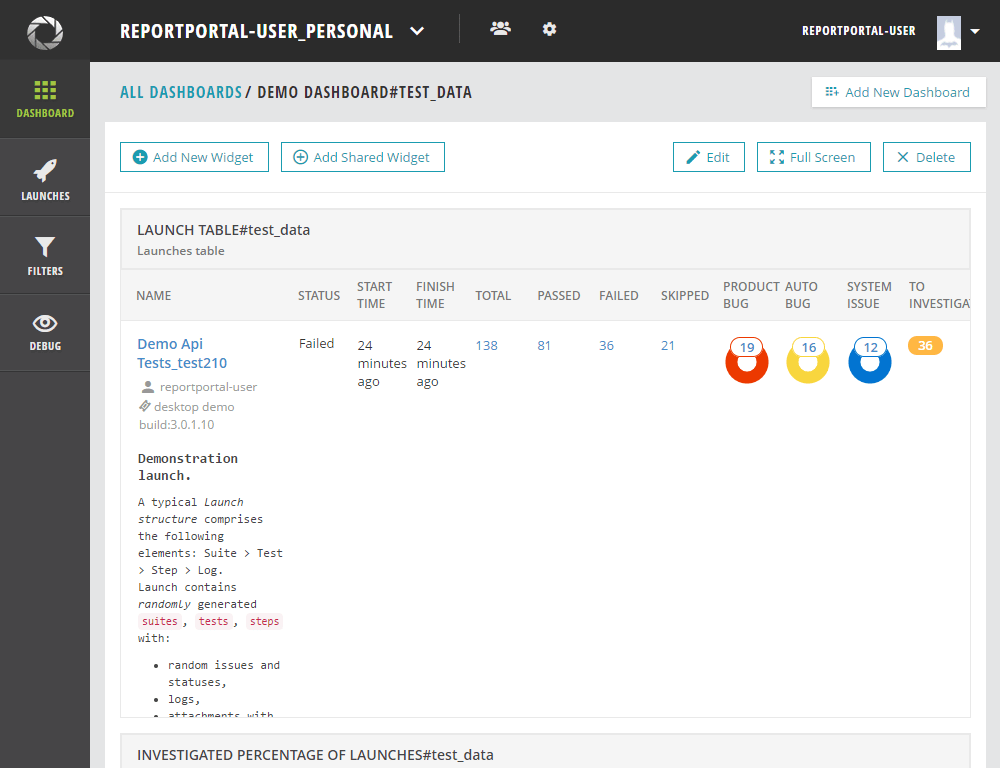 REPORTPORTAL-USER_PERSONAL
REPORTPORTAL-USER
DASHBOARD
LAUNCHES
FILTERS
DEBUG
ALL DASHBOARDS / DEMO DASHBOARD#TEST_DATA
Add New Dashboard
Add New Widget
Add Shared Widget
Edit
Full Screen
Delete
LAUNCH TABLE#test_data
Launches table
NAME
STATUS
START
TIME
FINISH
TIME
TOTAL
PASSED
FAILED
SKIPPED
PRODUCT
BUG
AUTO
BUG
SYSTEM
ISSUE
TO
INVESTIGA
Demo Api
Tests_test210
Failed
24
minutes
ago
24
minutes
ago
138
81
36
21
19
16
12
36
reportportal-user
desktop demo
build:3.0.1.10
Demonstration
launch.
A typical Launch
structure comprises
the following
elements: Suite > Test
> Step > Log.
Launch contains
randomly generated
suites, tests, steps
with:
• random issues and
statuses,
• logs,
• attachments with
INVESTIGATED PERCENTAGE OF LAUNCHES#test_data